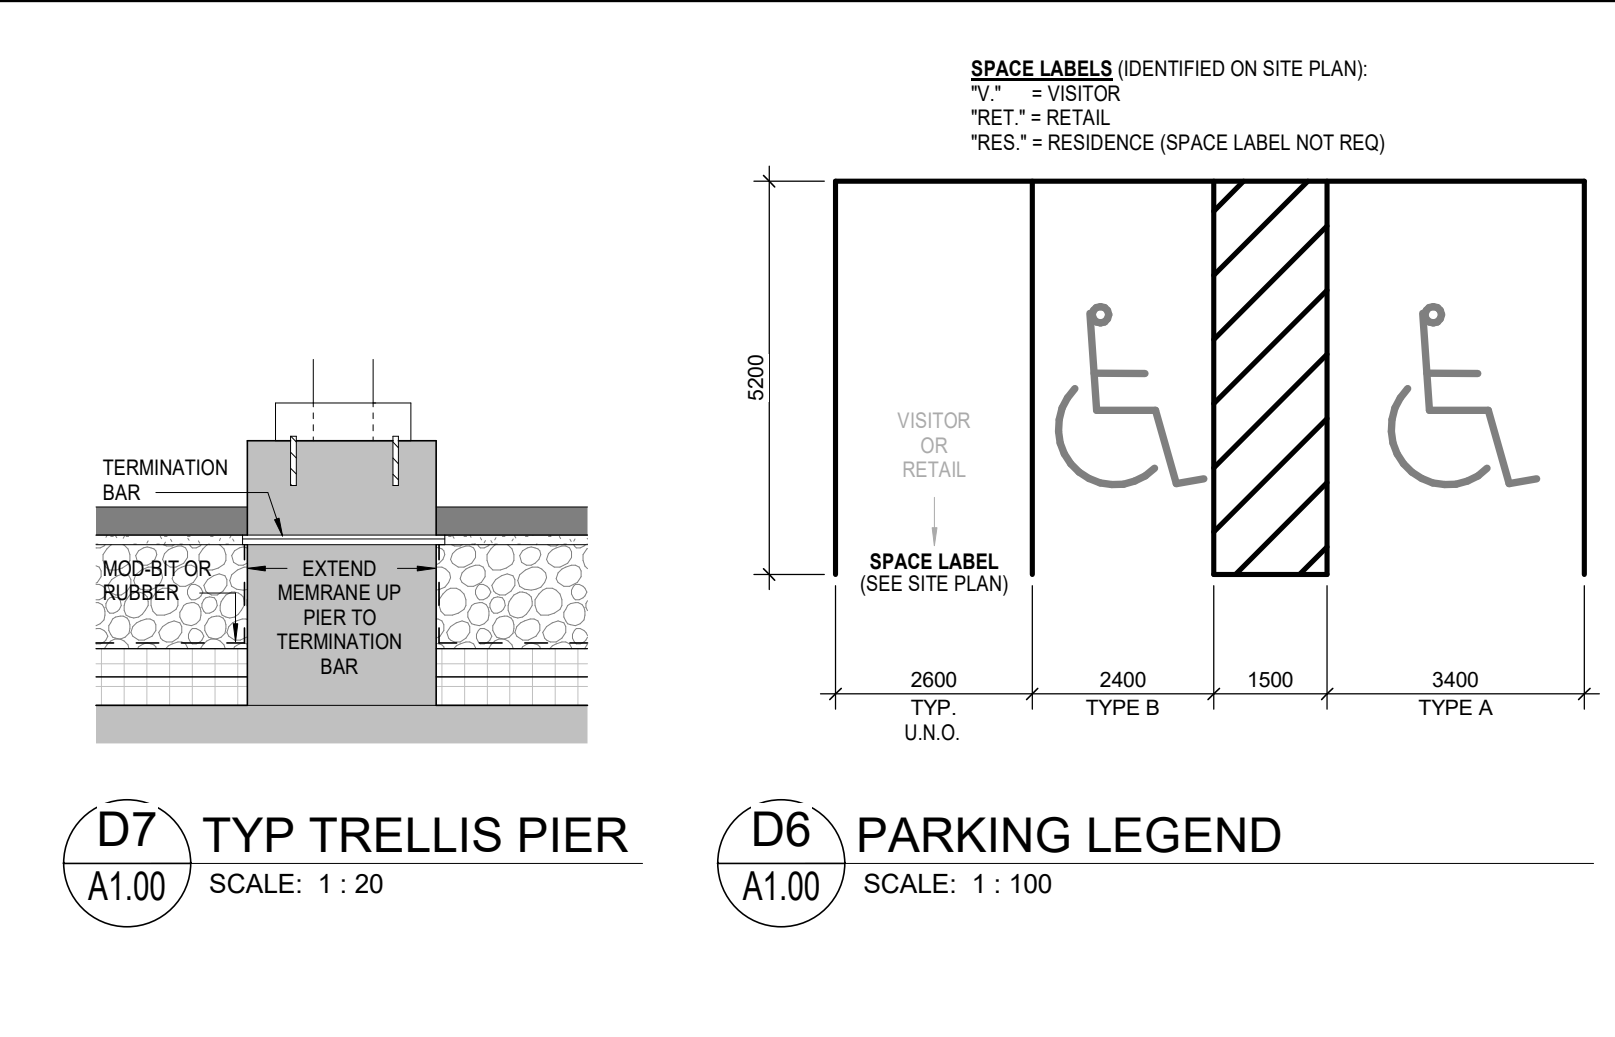 SPACE LABELS (IDENTIFIED ON SITE PLAN):
"V." = VISITOR
"RET." = RETAIL
"RES." = RESIDENCE (SPACE LABEL NOT REQ)
5200
VISITOR
OR
RETAIL
SPACE LABEL
(SEE SITE PLAN)
2600
TYP.
U.N.O.
2400
TYPE B
1500
3400
TYPE A
TERMINATION
BAR
MOD-BIT OR
RUBBER
EXTEND
MEMRANE UP
PIER TO
TERMINATION
BAR
D7
A1.00
TYP TRELLIS PIER
SCALE: 1 : 20
D6
A1.00
PARKING LEGEND
SCALE: 1 : 100